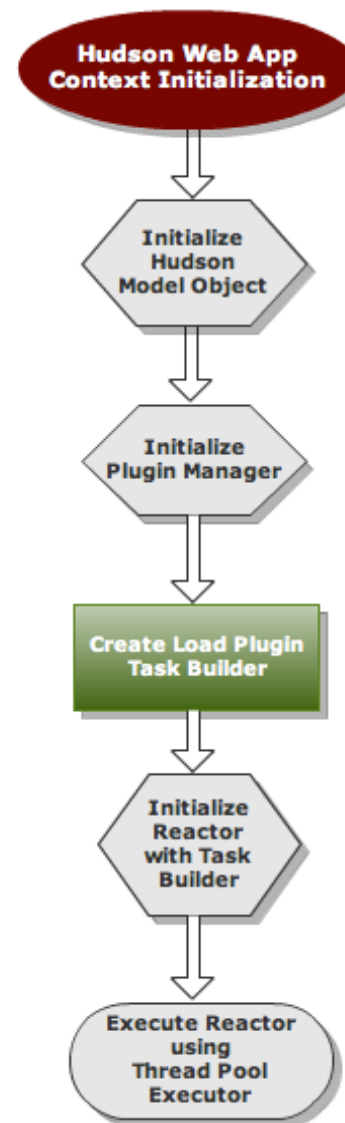 Hudson Web App
Context Initialization
Initialize
Hudson
Model Object
Initialize
Plugin Manager
Create Load Plugin
Task Builder
Initialize
Reactor
with Task
Builder
Execute Reactor
using
Thread Pool
Executor